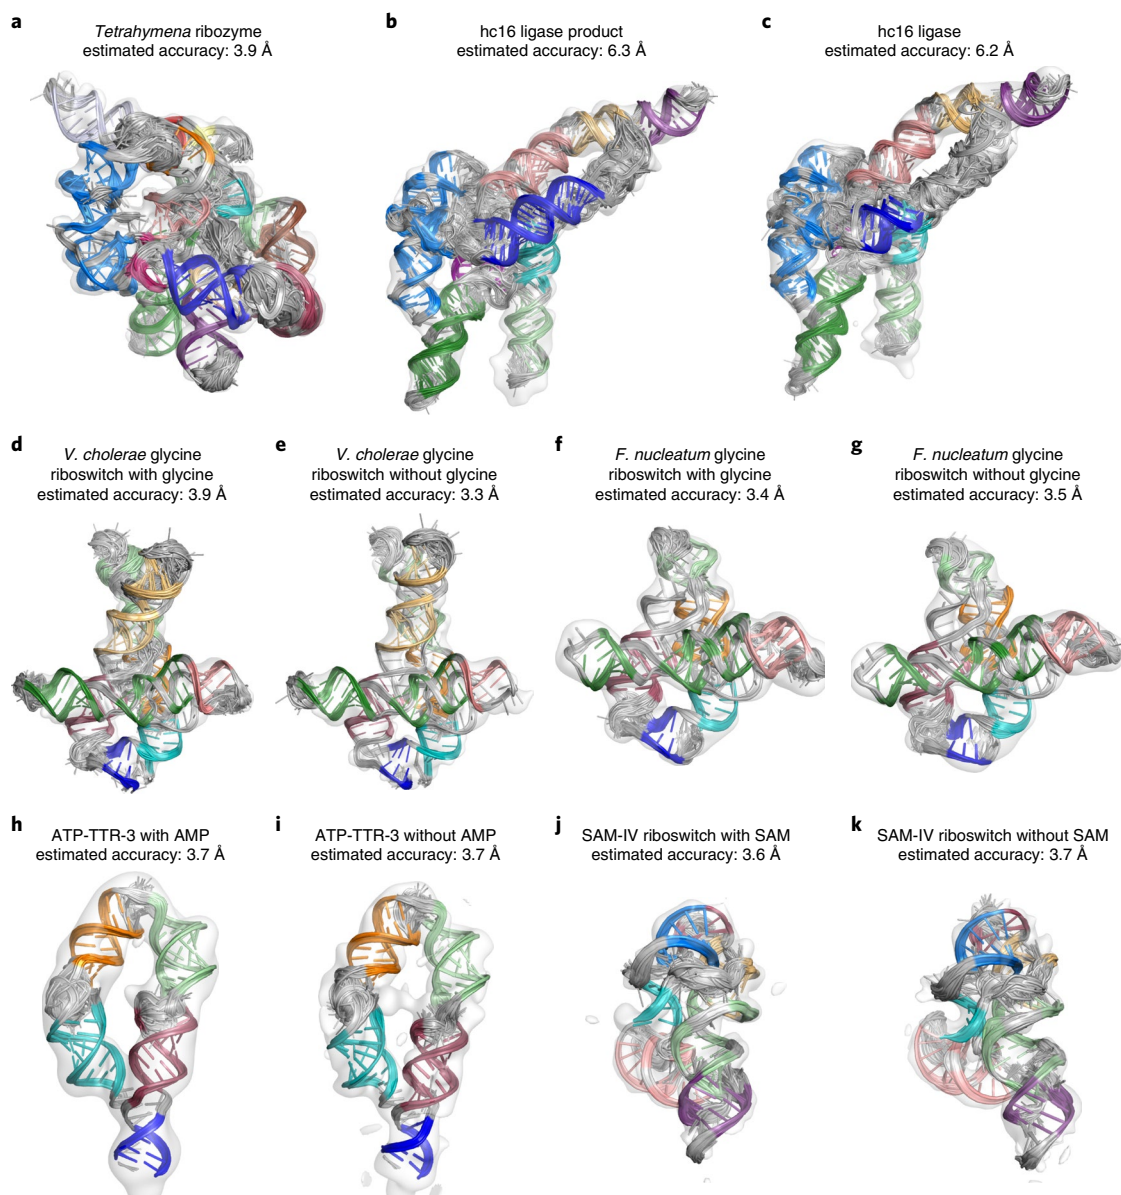 a
Tetrahymena ribozyme
estimated accuracy: 3.9 Å
b
hc16 ligase product
estimated accuracy: 6.3 Å
c
hc16 ligase
estimated accuracy: 6.2 Å
d
V. cholerae glycine
riboswitch with glycine
estimated accuracy: 3.9 Å
e
V. cholerae glycine
riboswitch without glycine
estimated accuracy: 3.3 Å
f
F. nucleatum glycine
riboswitch with glycine
estimated accuracy: 3.4 Å
g
F. nucleatum glycine
riboswitch without glycine
estimated accuracy: 3.5 Å
h
ATP-TTR-3 with AMP
estimated accuracy: 3.7 Å
i
ATP-TTR-3 without AMP
estimated accuracy: 3.7 Å
j
SAM-IV riboswitch with SAM
estimated accuracy: 3.6 Å
k
SAM-IV riboswitch without SAM
estimated accuracy: 3.7 Å